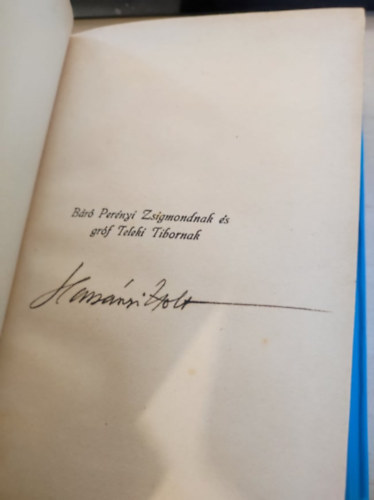 Báró Perényi Zsigmondnak és
gróf Teleki Tibornak
Harsányi Zsolt